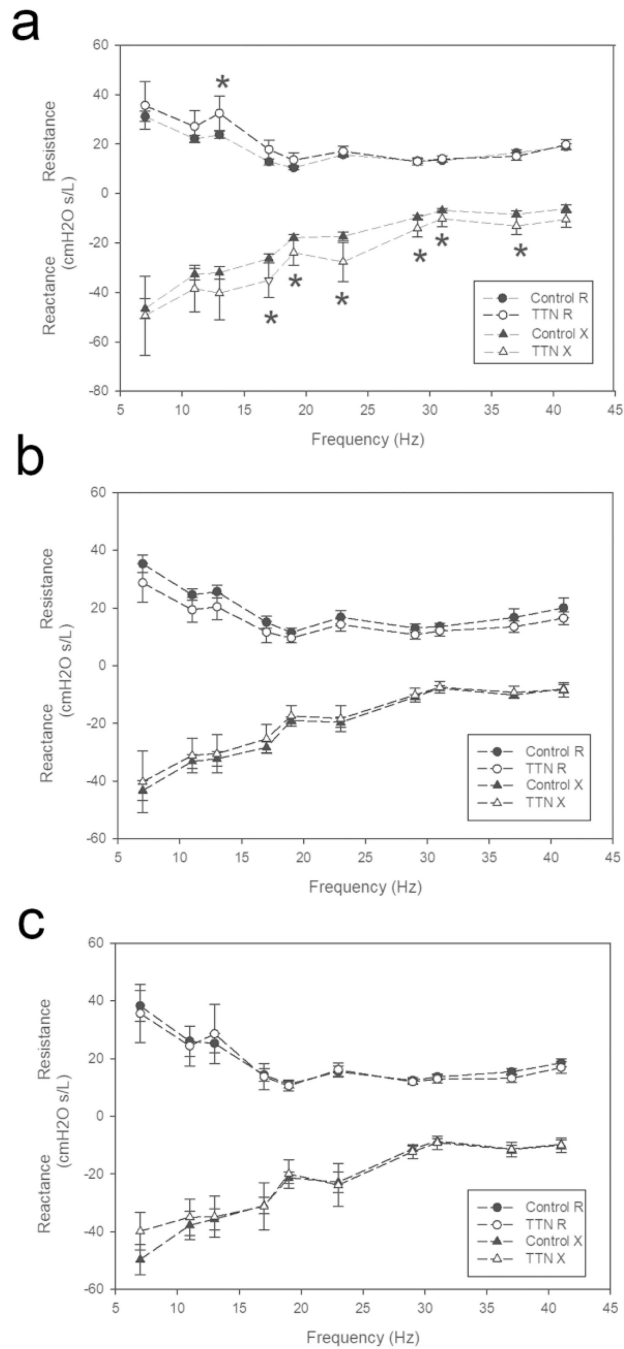 a
60
40
20
0
-20
-40
-60
-80
Resistance
Reactance
(cmH2O s/L)
*
*
*
*
*
*
*
Control R
TTN R
Control X
TTN X
5 10 15 20 25 30 35 40 45
Frequency (Hz)
b
60
40
20
0
-20
-40
-60
Resistance
Reactance
(cmH2O s/L)
Control R
TTN R
Control X
TTN X
5 10 15 20 25 30 35 40 45
Frequency (Hz)
c
60
40
20
0
-20
-40
-60
Resistance
Reactance
(cmH2O s/L)
Control R
TTN R
Control X
TTN X
5 10 15 20 25 30 35 40 45
Frequency (Hz)